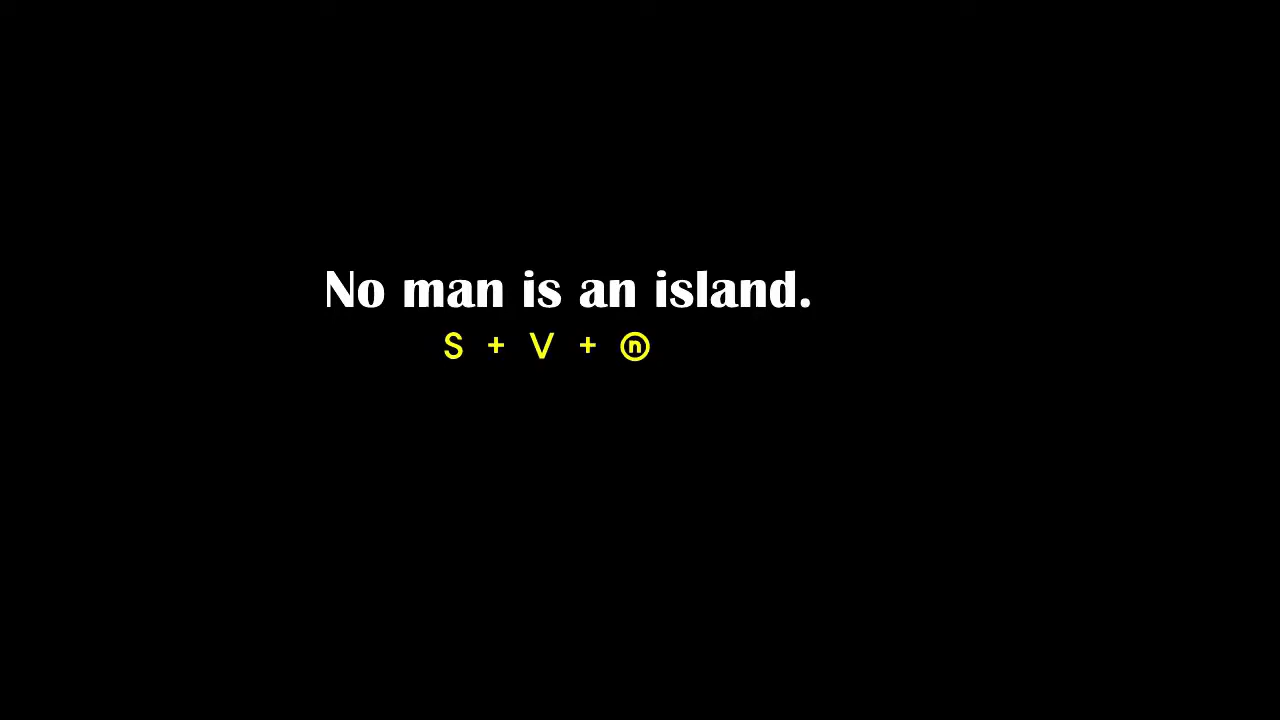 No man is an island.
S + V + ⓝ